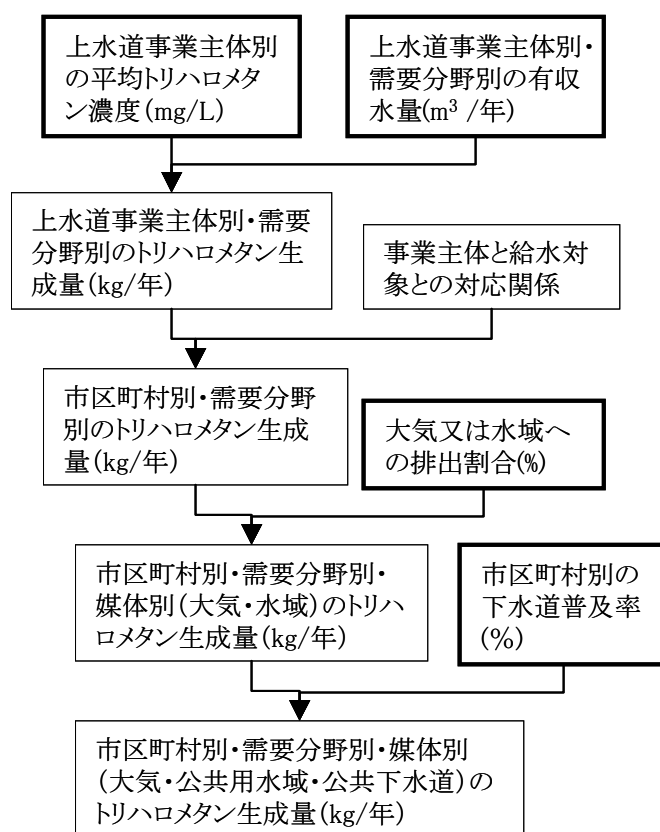 上水道事業主体別
の平均トリハロメタ
ン濃度(mg/L)
上水道事業主体別・
需要分野別の有収
水量(m³ /年)
上水道事業主体別・需要
分野別のトリハロメタン生
成量(kg/年)
事業主体と給水対
象との対応関係
市区町村別・需要分野
別のトリハロメタン生成
量(kg/年)
大気又は水域へ
の排出割合(%)
市区町村別・需要分野別・
媒体別(大気・水域)のトリハ
ロメタン生成量(kg/年)
市区町村別の
下水道普及率
(%)
市区町村別・需要分野別・媒体別
(大気・公共用水域・公共下水道)の
トリハロメタン生成量(kg/年)